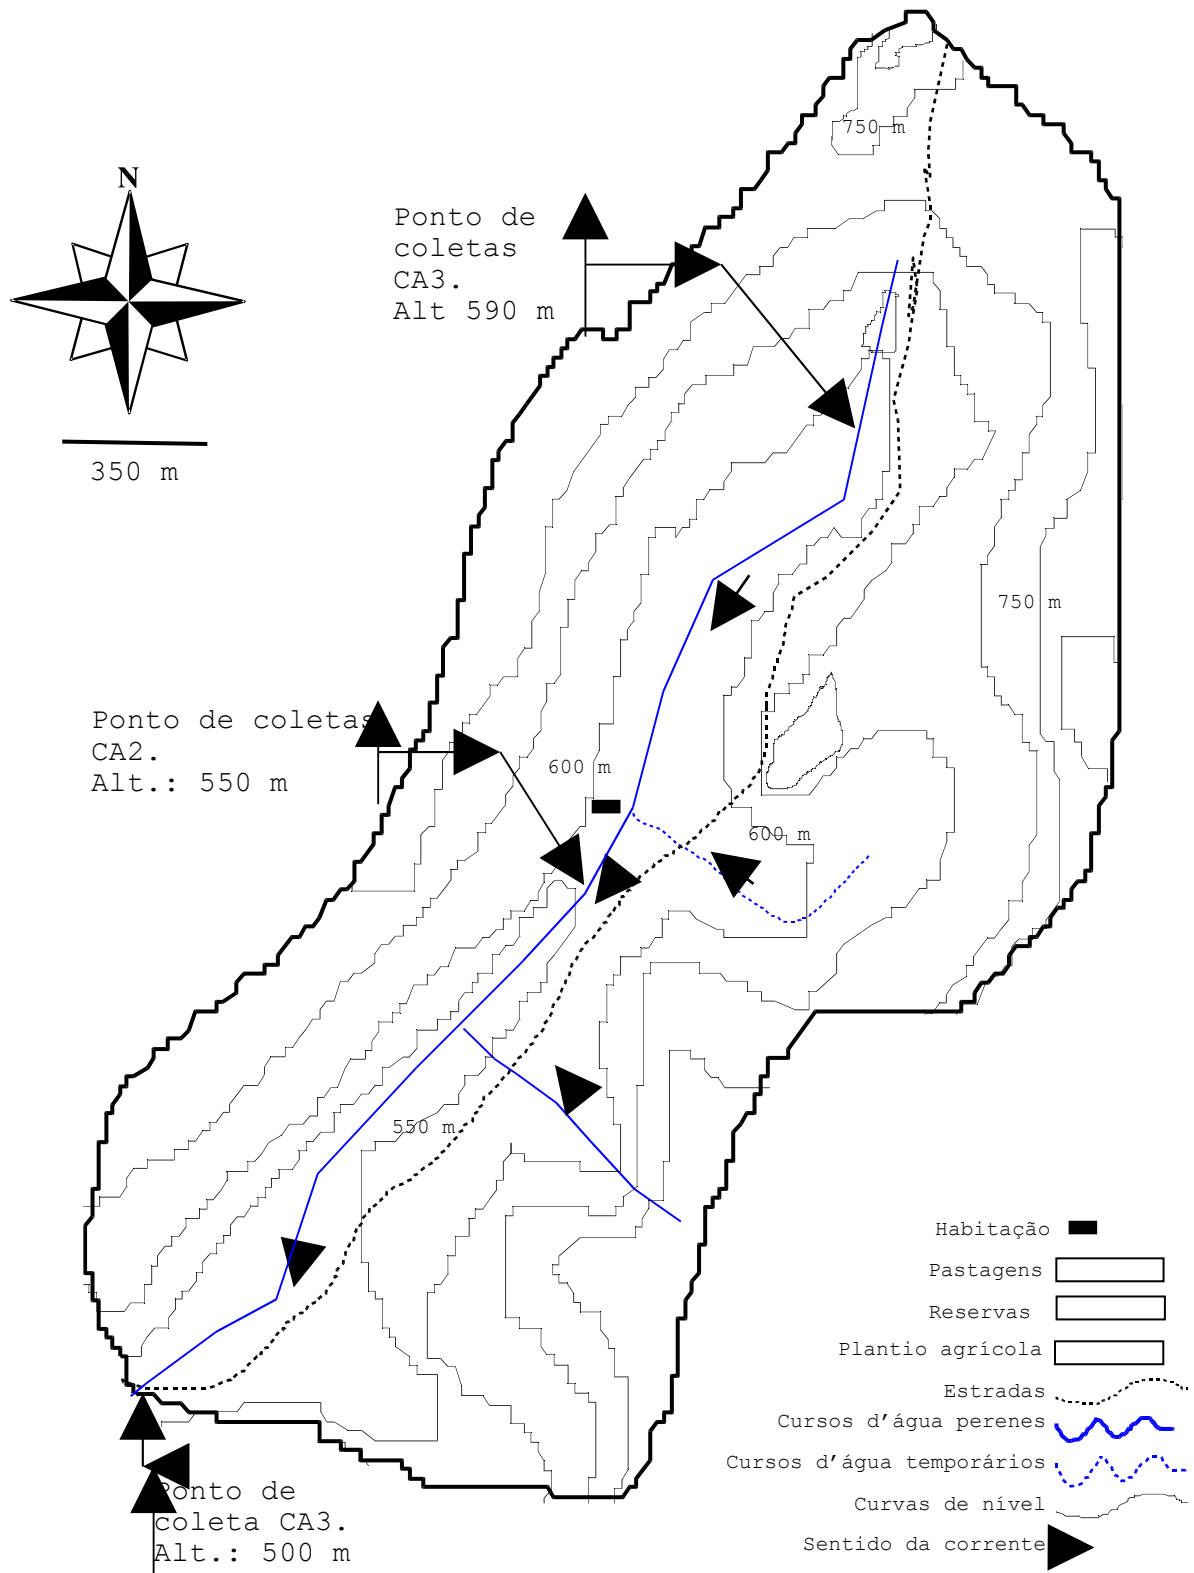 750 m
N
Ponto de
coletas
CA3.
Alt 590 m
350 m
750 m
Ponto de coletas
CA2.
Alt.: 550 m
600 m
600 m
550 m
Habitação
Pastagens
Reservas
Plantio agrícola
Estradas
Cursos d’água perenes
Cursos d’água temporários
Curvas de nível
Sentido da corrente
Ponto de
coleta CA3.
Alt.: 500 m